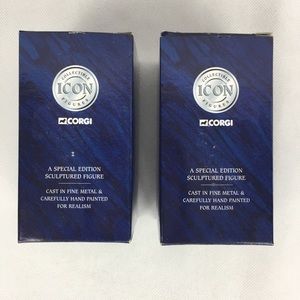 COLLECTIBLE
ICON
FIGURES
CORGI
A SPECIAL EDITION
SCULPTURED FIGURE
CAST IN FINE METAL &
CAREFULLY HAND PAINTED
FOR REALISM
COLLECTIBLE
ICON
FIGURES
CORGI
A SPECIAL EDITION
SCULPTURED FIGURE
CAST IN FINE METAL &
CAREFULLY HAND PAINTED
FOR REALISM